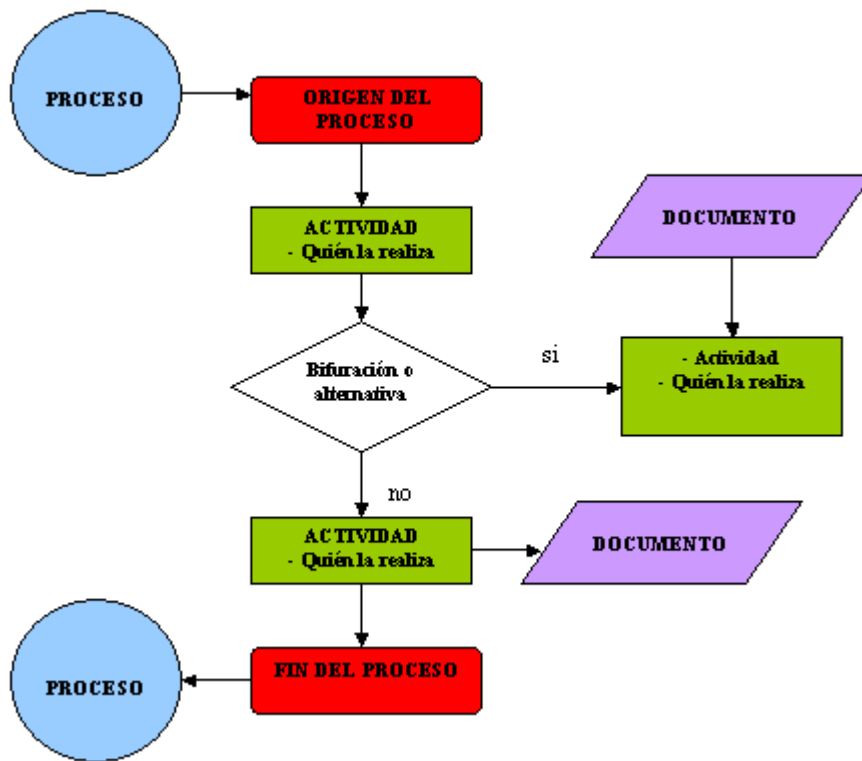 PROCESO
ORIGEN DEL
PROCESO
ACTIVIDAD
- Quién la realiza
DOCUMENTO
Bifuración o
alternativa
si
- Actividad
- Quién la realiza
no
ACTIVIDAD
- Quién la realiza
DOCUMENTO
FIN DEL PROCESO
PROCESO